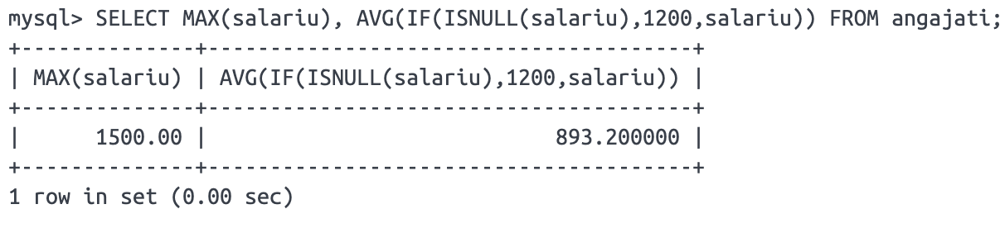 mysql> SELECT MAX(salariu), AVG(IF(ISNULL(salariu),1200,salariu)) FROM angajati;
+--------------+---------------------------------------+
| MAX(salariu) | AVG(IF(ISNULL(salariu),1200,salariu)) |
+--------------+---------------------------------------+
|      1500.00 |                            893.200000 |
+--------------+---------------------------------------+
1 row in set (0.00 sec)